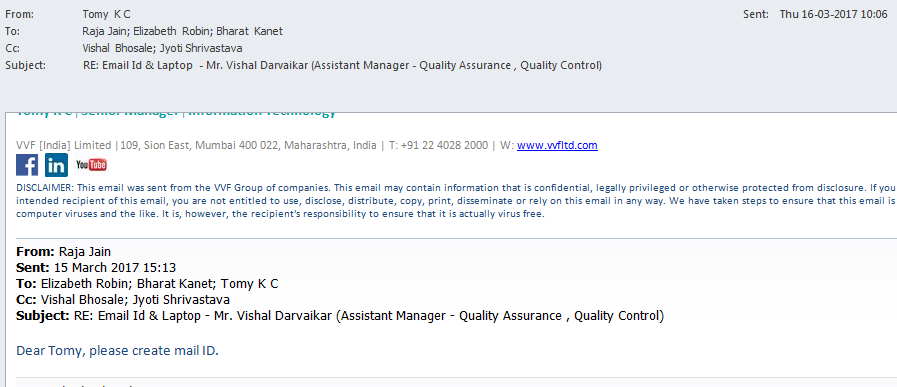 From: Tomy K C Sent: Thu 16-03-2017 10:06
To: Raja Jain; Elizabeth Robin; Bharat Kanet
Cc: Vishal Bhosale; Jyoti Shrivastava
Subject: RE: Email Id & Laptop - Mr. Vishal Darvaikar (Assistant Manager - Quality Assurance , Quality Control)
Tomy K C | Senior Manager | Information Technology
VVF [India] Limited |109, Sion East, Mumbai 400 022, Maharashtra, India | T: +91 22 4028 2000 | W: www.vvfltd.com
f in YouTube
DISCLAIMER: This email was sent from the VVF Group of companies. This email may contain information that is confidential, legally privileged or otherwise protected from disclosure. If you
intended recipient of this email, you are not entitled to use, disclose, distribute, copy, print, disseminate or rely on this email in any way. We have taken steps to ensure that this email is
computer viruses and the like. It is, however, the recipient's responsibility to ensure that it is actually virus free.
From: Raja Jain
Sent: 15 March 2017 15:13
To: Elizabeth Robin; Bharat Kanet; Tomy K C
Cc: Vishal Bhosale; Jyoti Shrivastava
Subject: RE: Email Id & Laptop - Mr. Vishal Darvaikar (Assistant Manager - Quality Assurance , Quality Control)
Dear Tomy, please create mail ID.